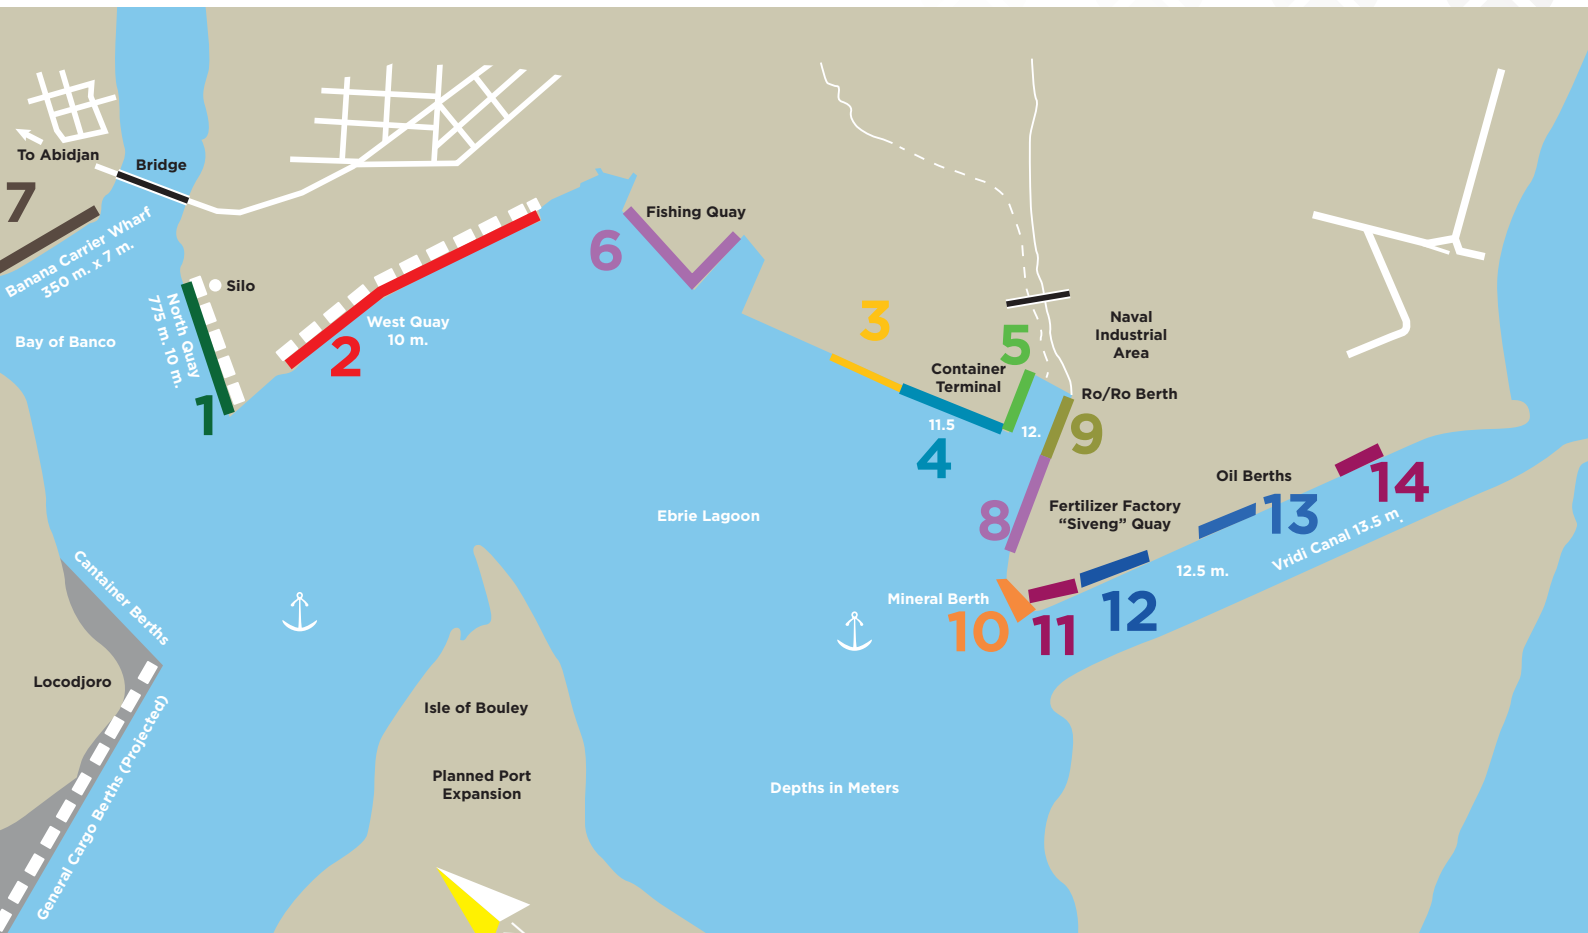 To Abidjan
Bridge
7
Banana Carrier Wharf
350 m. x 7 m.
Fishing Quay
6
Silo
North Quay
775 m. 10 m.
West Quay
10 m.
2
Bay of Banco
1
3
5
Naval
Industrial
Area
Container
Terminal
Ro/Ro Berth
11.5
12.
9
4
Oil Berths
14
13
Ebrie Lagoon
8
Fertilizer Factory
“Siveng” Quay
Vridi Canal 13.5 m.
12.5 m.
Cantainer Berths
Mineral Berth
10
11
12
Locodjoro
Isle of Bouley
General Cargo Berths (Projected)
Planned Port
Expansion
Depths in Meters